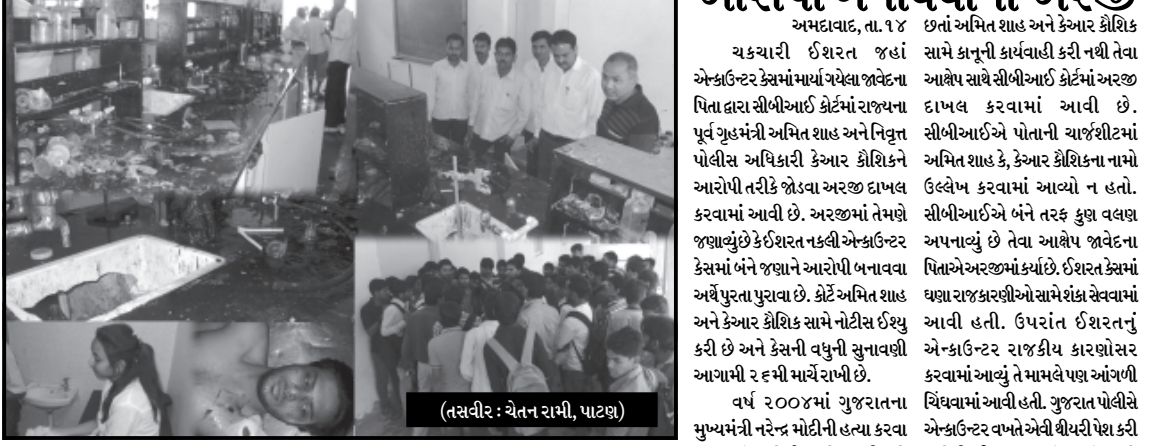 (તસવીર : ચેતન રામી, પાટણ)
આરોપી બનાવવાની અરજી
અમદાવાદ, તા.૧૪
ચકચારી ઈશરત જહાં
એન્કાઉન્ટર કેસમાં માર્યા ગયેલા જાવેદના
પિતા દ્વારા સીબીઆઈ કોર્ટમાં રાજ્યના
પૂર્વ ગૃહમંત્રી અમિત શાહ અને નિવૃત્ત
પોલીસ અધિકારી કેઆર કૌશિકને
આરોપી તરીકે જોડવા અરજી દાખલ
કરવામાં આવી છે. અરજીમાં તેમણે
જણાવ્યું છે કે ઈશરત નકલી એન્કાઉન્ટર
કેસમાં બંને જણાને આરોપી બનાવવા
અર્થે પુરતા પુરાવા છે. કોર્ટે અમિત શાહ
અને કેઆર કૌશિક સામે નોટીસ ઈશ્યુ
કરી છે અને કેસની વધુની સુનાવણી
આગામી ૨૬મી માર્ચે રાખી છે.
વર્ષ ૨૦૦૪માં ગુજરાતના
મુખ્યમંત્રી નરેન્દ્ર મોદીની હત્યા કરવા
છતાં અમિત શાહ અને કેઆર કૌશિક
સામે કાનૂની કાર્યવાહી કરી નથી તેવા
આક્ષેપ સાથે સીબીઆઈ કોર્ટમાં અરજી
દાખલ કરવામાં આવી છે.
સીબીઆઈએ પોતાની ચાર્જશીટમાં
અમિત શાહ કે, કેઆર કૌશિકના નામો
ઉલ્લેખ કરવામાં આવ્યો ન હતો.
સીબીઆઈએ બંને તરફ કુણ વલણ
અપનાવ્યું છે તેવા આક્ષેપ જાવેદના
પિતાએ અરજીમાં કર્યા છે. ઈશરત કેસમાં
ઘણા રાજકારણીઓ સામે શંકા સેવવામાં
આવી હતી. ઉપરાંત ઈશરતનું
એન્કાઉન્ટર રાજકીય કારણોસર
કરવામાં આવ્યું તે મામલે પણ આંગળી
ચિંધવામાં આવી હતી. ગુજરાત પોલીસે
એન્કાઉન્ટર વખતે એવી થીયરી પેશ કરી